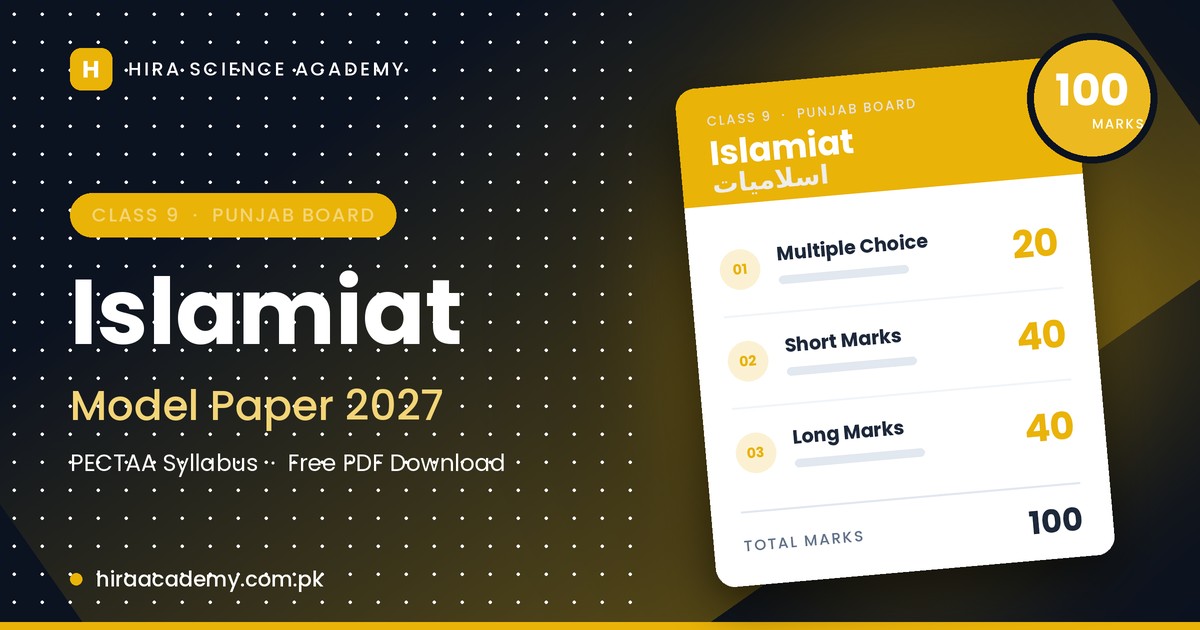 H HIRA SCIENCE ACADEMY
CLASS 9 · PUNJAB BOARD
Islamiat
Model Paper 2027
PECTAA Syllabus · Free PDF Download
hiraacademy.com.pk
100
MARKS
CLASS 9 · PUNJAB BOARD
Islamiat
اسلامیات
01 Multiple Choice 20
02 Short Marks 40
03 Long Marks 40
TOTAL MARKS 100